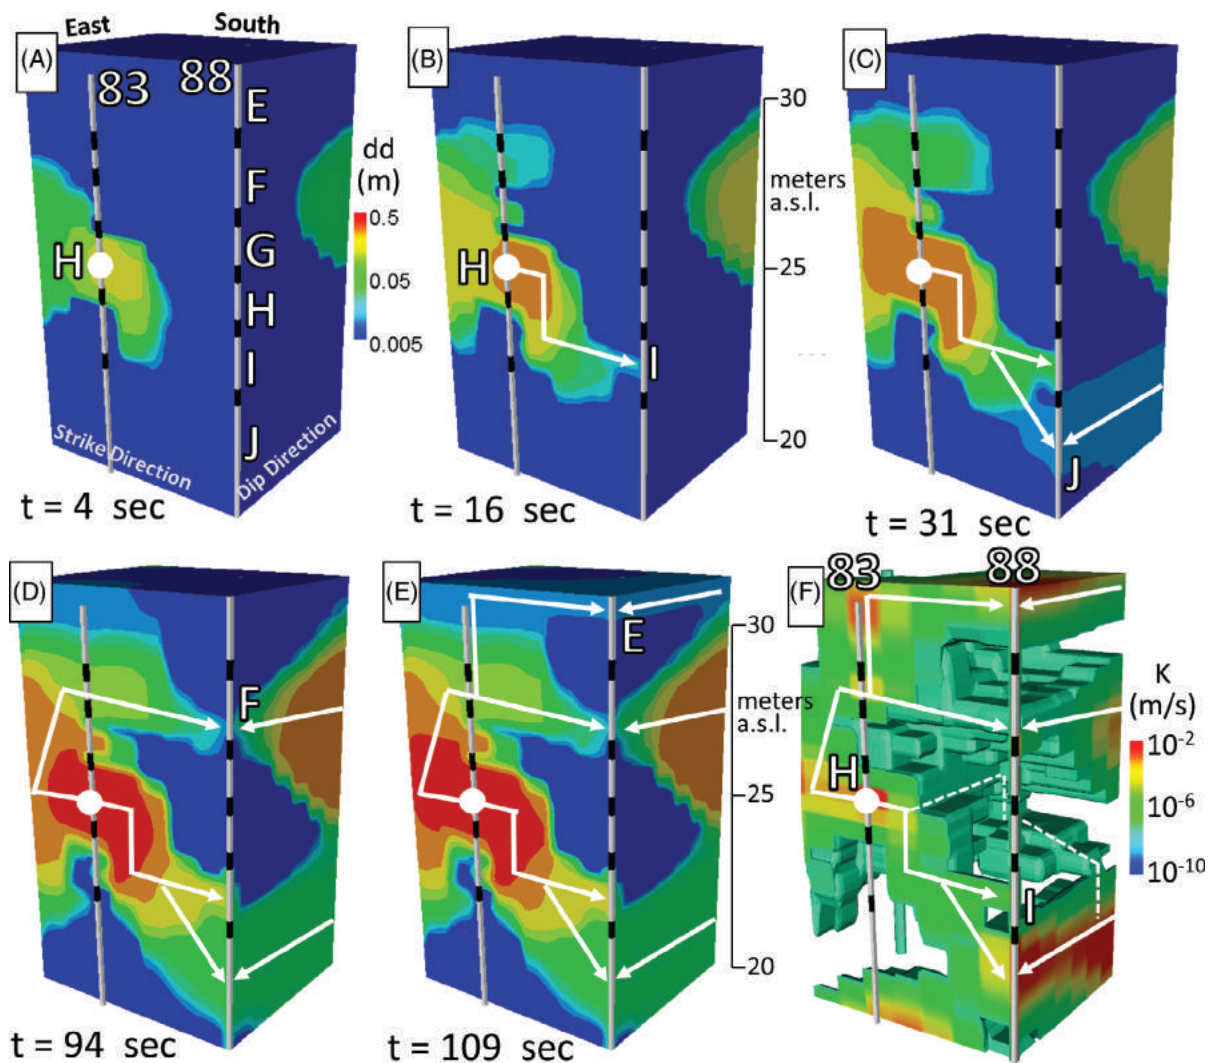 East South
(A)
83
88
E
F
G
H
H
I
J
Strike Direction
Dip Direction
t = 4 sec
dd
(m)
0.5
0.05
0.005
(B)
H
I
t = 16 sec
30
meters
a.s.l.
25
20
(C)
J
t = 31 sec
(D)
F
t = 94 sec
(E)
E
t = 109 sec
30
meters
a.s.l.
25
20
(F)
83
88
H
I
K
(m/s)
10⁻²
10⁻⁶
10⁻¹⁰